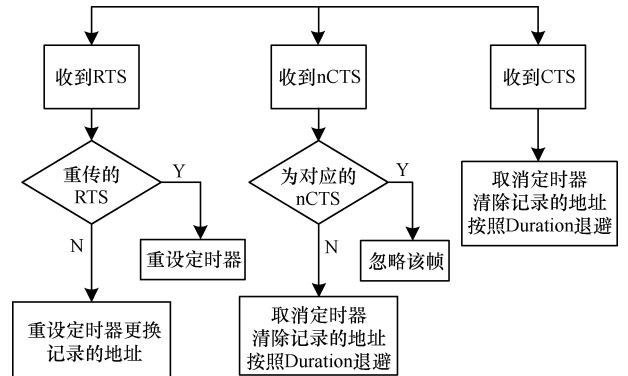 收到RTS
收到nCTS
收到CTS
重传的
RTS
Y
N
重设定时器
重设定时器更换
记录的地址
为对应的
nCTS
Y
N
忽略该帧
取消定时器
清除记录的地址
按照Duration退避
取消定时器
清除记录的地址
按照Duration退避